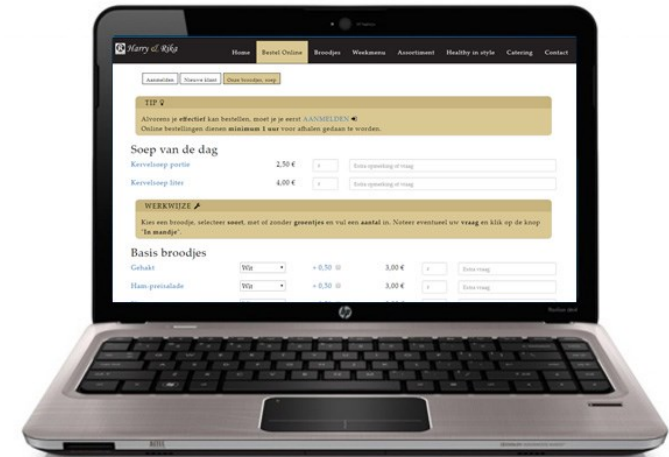 Harry & Rika
Home Bestel Online Broodjes Weekmenu Assortiment Healthy in style Catering Contact
Aanmelden Nieuwe klant Onze broodjes, soep
TIP
Alvorens je effectief kan bestellen, moet je je eerst AANMELDEN
Online bestellingen dienen minimum 1 uur voor afhalen gedaan te worden.
Soep van de dag
Kervelsoep portie 2,50 € Extra opmerking of vraag
Kervelsoep liter 4,00 € Extra opmerking of vraag
WERKWIJZE
Kies een broodje, selecteer soort, met of zonder groentjes en vul een aantal in. Noteer eventueel uw vraag en klik op de knop
"In mandje".
Basis broodjes
Gehakt Wit + 0,50 3,00 € Extra vraag
Ham-preisalade Wit + 0,50 3,00 € Extra vraag
hp